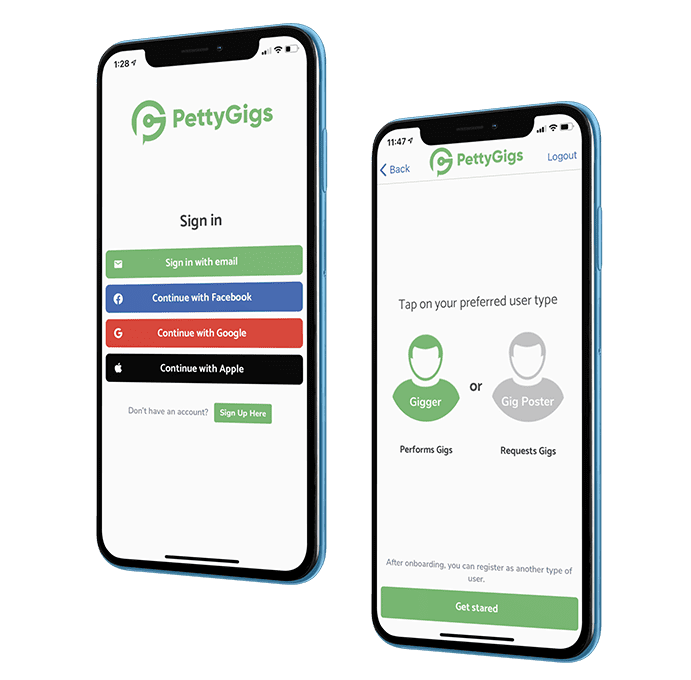 1:28
PettyGigs
Sign in
Sign in with email
Continue with Facebook
Continue with Google
Continue with Apple
Don't have an account? Sign Up Here
11:47
Back
PettyGigs
Logout
Tap on your preferred user type
Gigger
or
Gig Poster
Performs Gigs
Requests Gigs
After onboarding, you can register as another type of
user.
Get stared